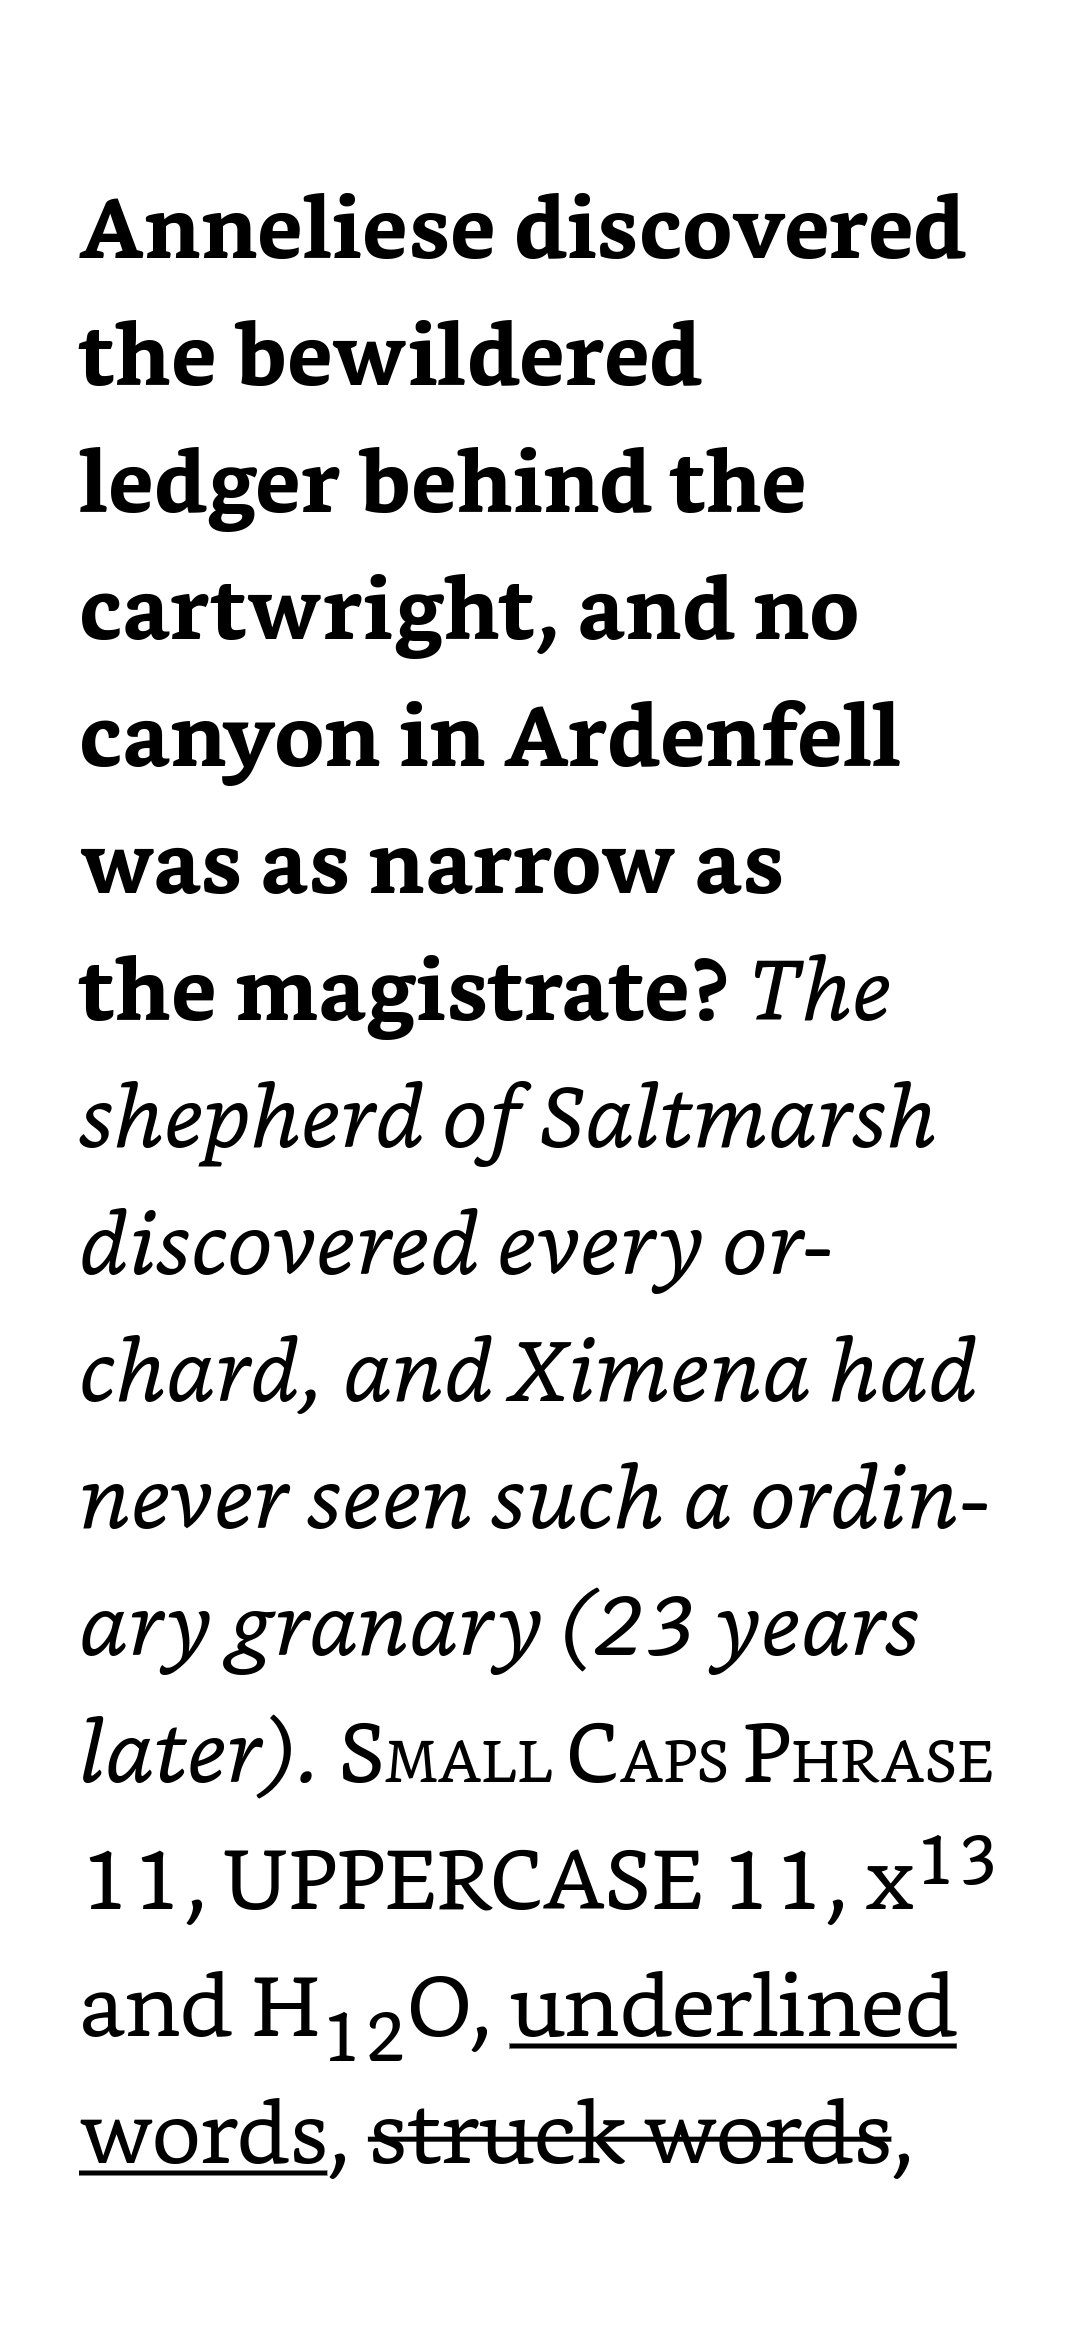 Anneliese discovered
the bewildered
ledger behind the
cartwright, and no
canyon in Ardenfell
was as narrow as
the magistrate? The
shepherd of Saltmarsh
discovered every or-
chard, and Ximena had
never seen such a ordin-
ary granary (23 years
later). Small Caps Phrase
11, UPPERCASE 11, x¹³
and H₁₂O, underlined
words, struck words,